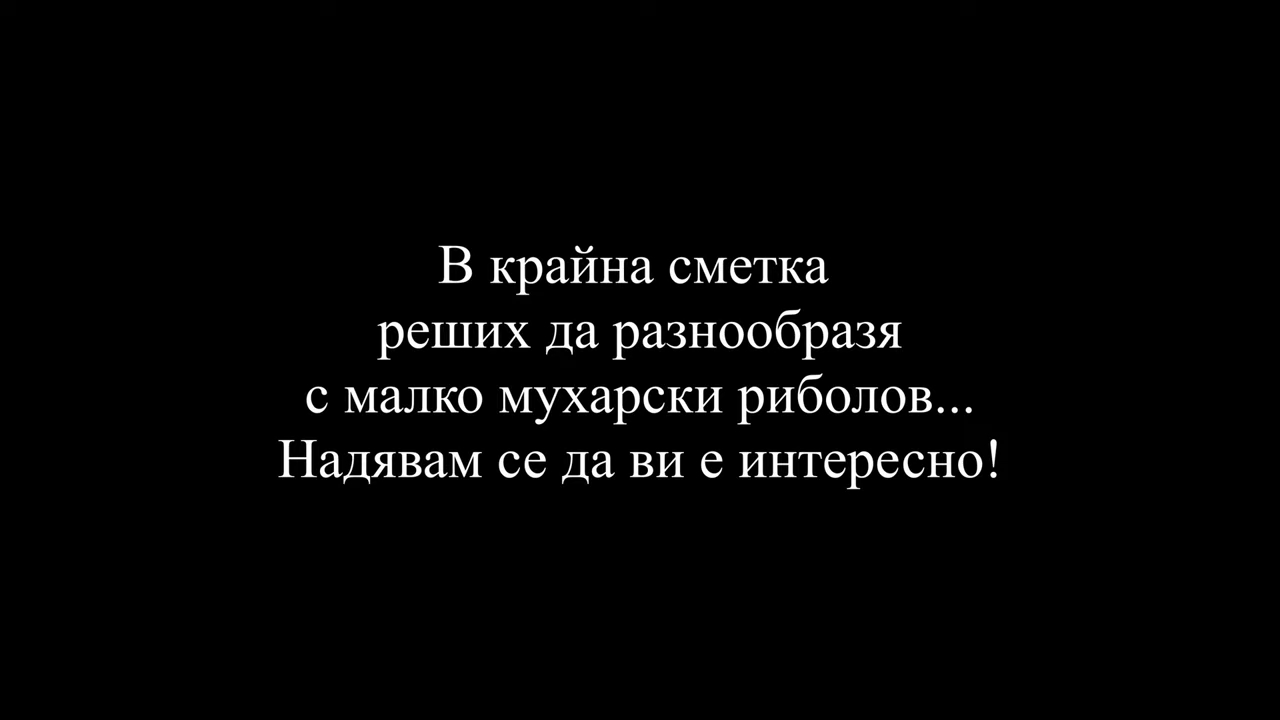 В крайна сметка
реших да разнообразя
с малко мухарски риболов...
Надявам се да ви е интересно!